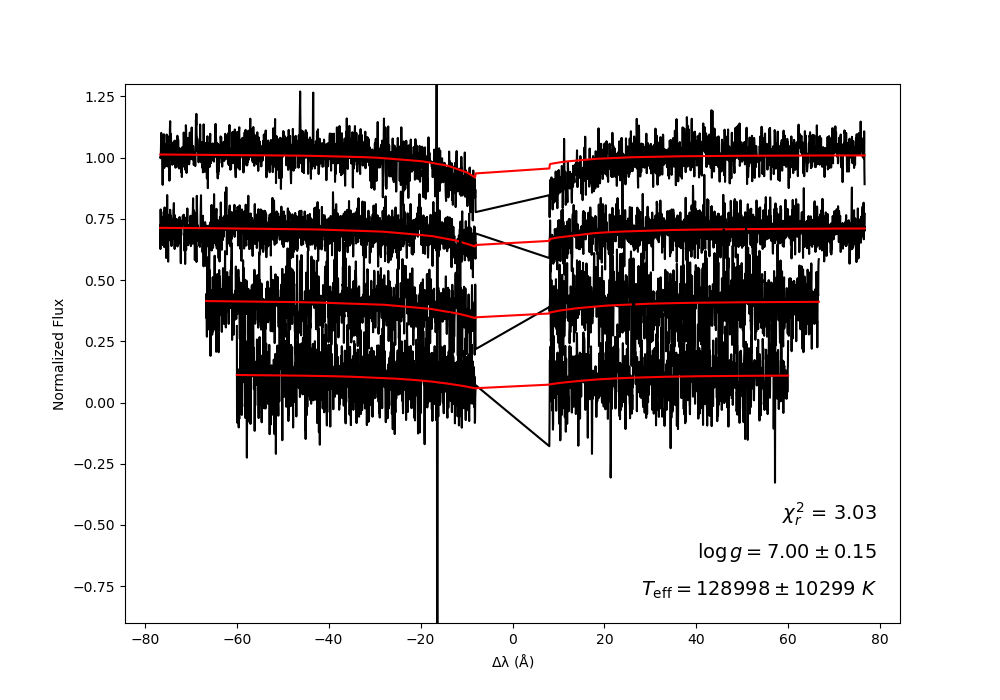 Normalized Flux
1.25
1.00
0.75
0.50
0.25
0.00
−0.25
−0.50
−0.75
χ²ᵣ = 3.03
log g = 7.00 ± 0.15
T_eff = 128998 ± 10299 K
−80 −60 −40 −20 0 20 40 60 80
Δλ (Å)